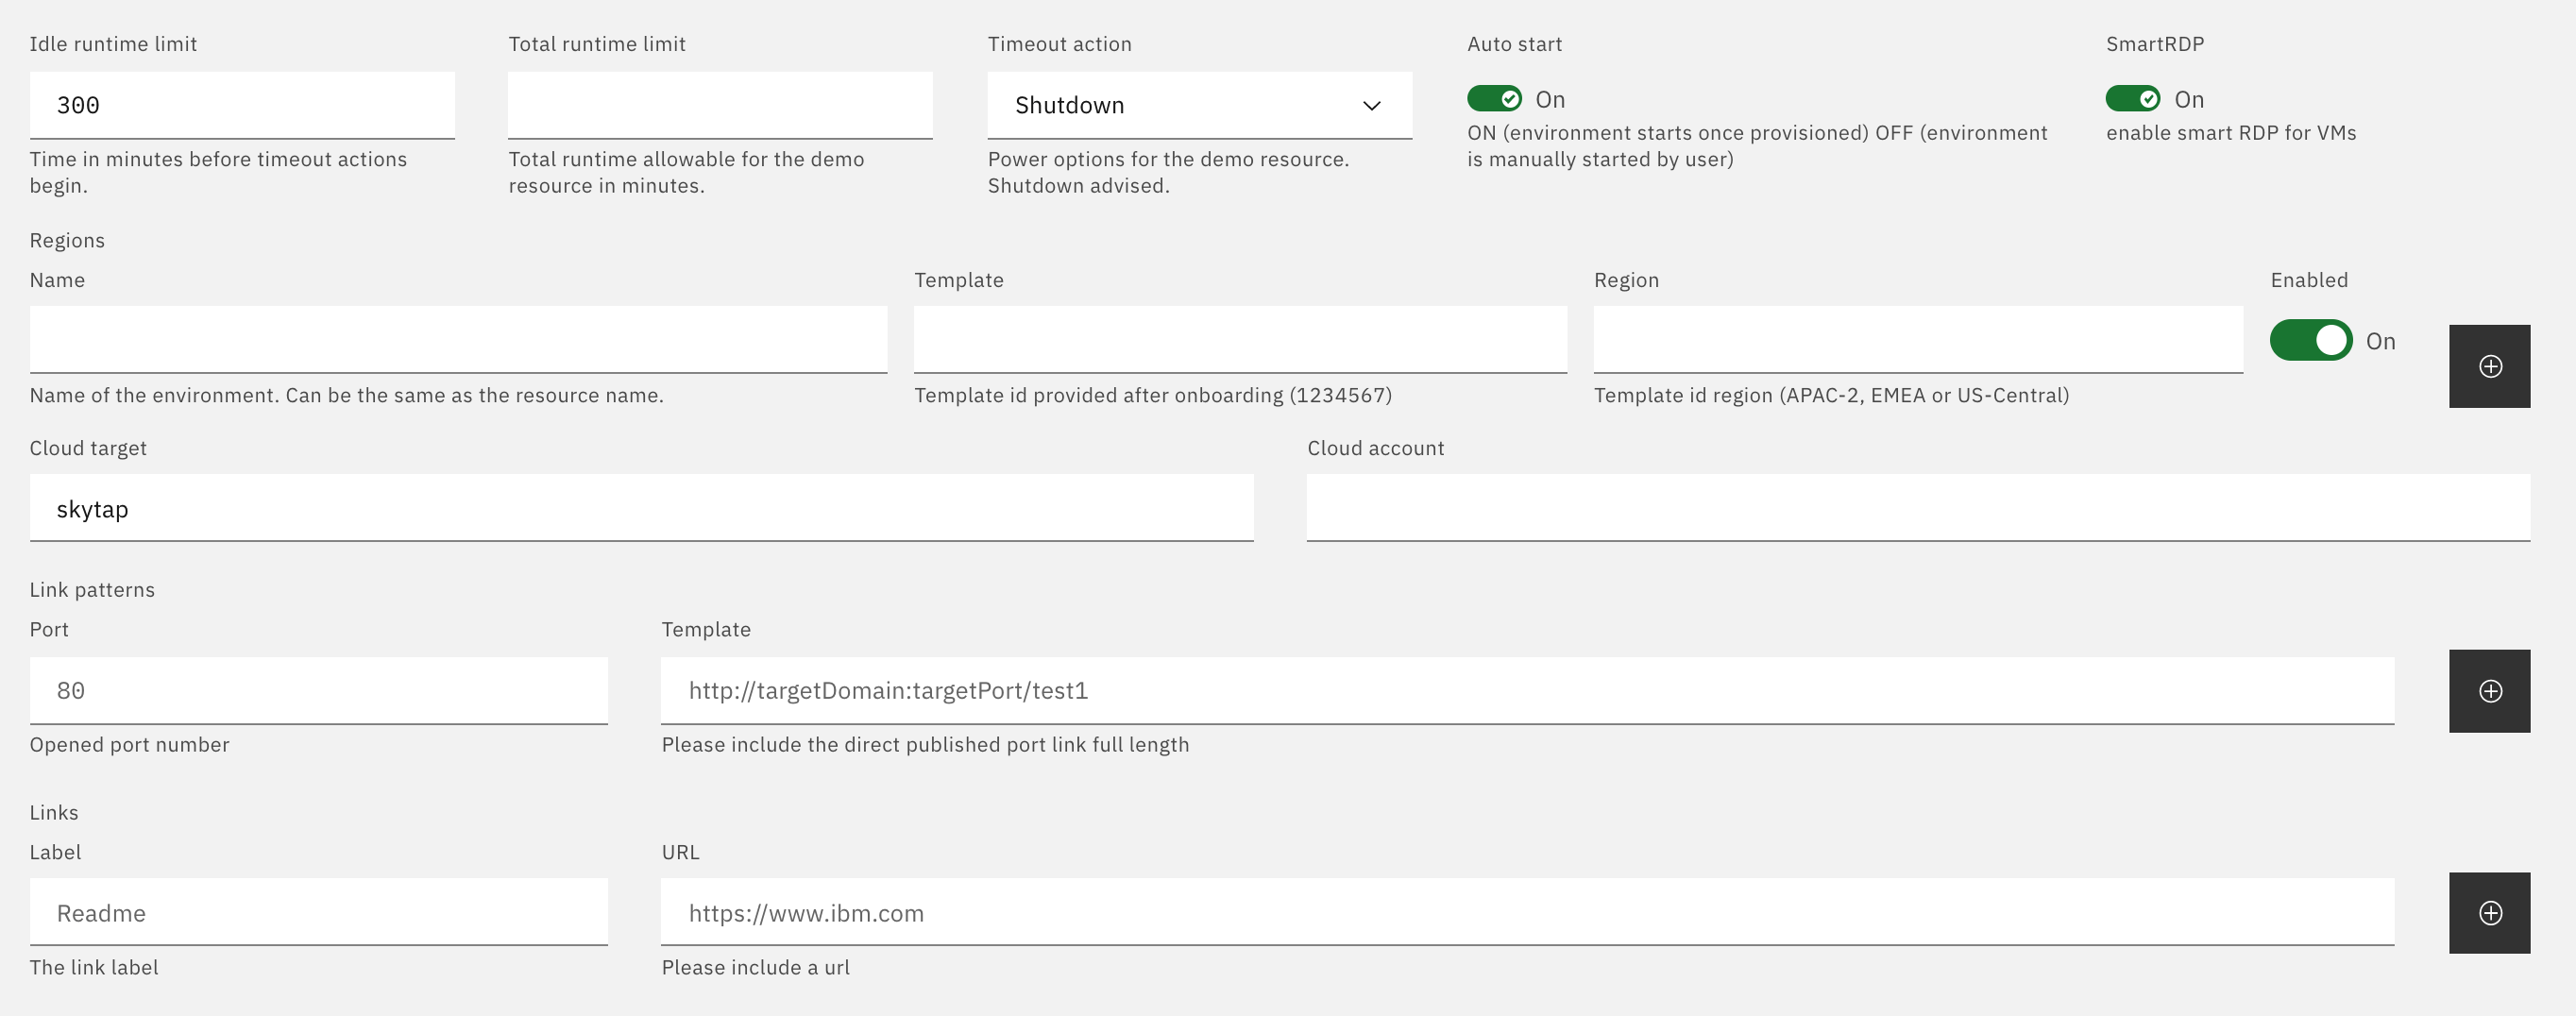 Idle runtime limit
Total runtime limit
Timeout action
Auto start
SmartRDP
300
Shutdown
On
On
Time in minutes before timeout actions
begin.
Total runtime allowable for the demo
resource in minutes.
Power options for the demo resource.
Shutdown advised.
ON (environment starts once provisioned) OFF (environment
is manually started by user)
enable smart RDP for VMs
Regions
Name
Template
Region
Enabled
On
Name of the environment. Can be the same as the resource name.
Template id provided after onboarding (1234567)
Template id region (APAC-2, EMEA or US-Central)
Cloud target
Cloud account
skytap
Link patterns
Port
Template
80
http://targetDomain:targetPort/test1
Opened port number
Please include the direct published port link full length
Links
Label
URL
Readme
https://www.ibm.com
The link label
Please include a url